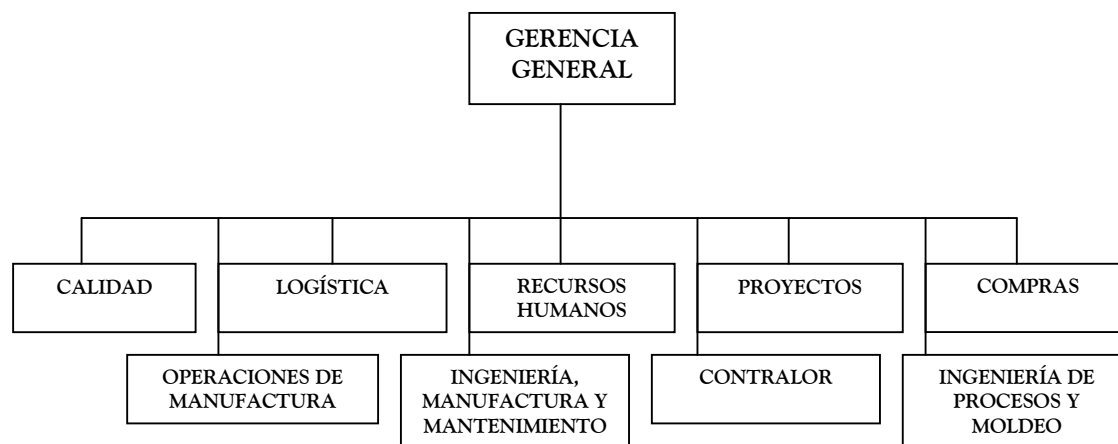 GERENCIA
GENERAL
CALIDAD
LOGÍSTICA
RECURSOS
HUMANOS
PROYECTOS
COMPRAS
OPERACIONES DE
MANUFACTURA
INGENIERÍA,
MANUFACTURA Y
MANTENIMIENTO
CONTRALOR
INGENIERÍA DE
PROCESOS Y
MOLDEO